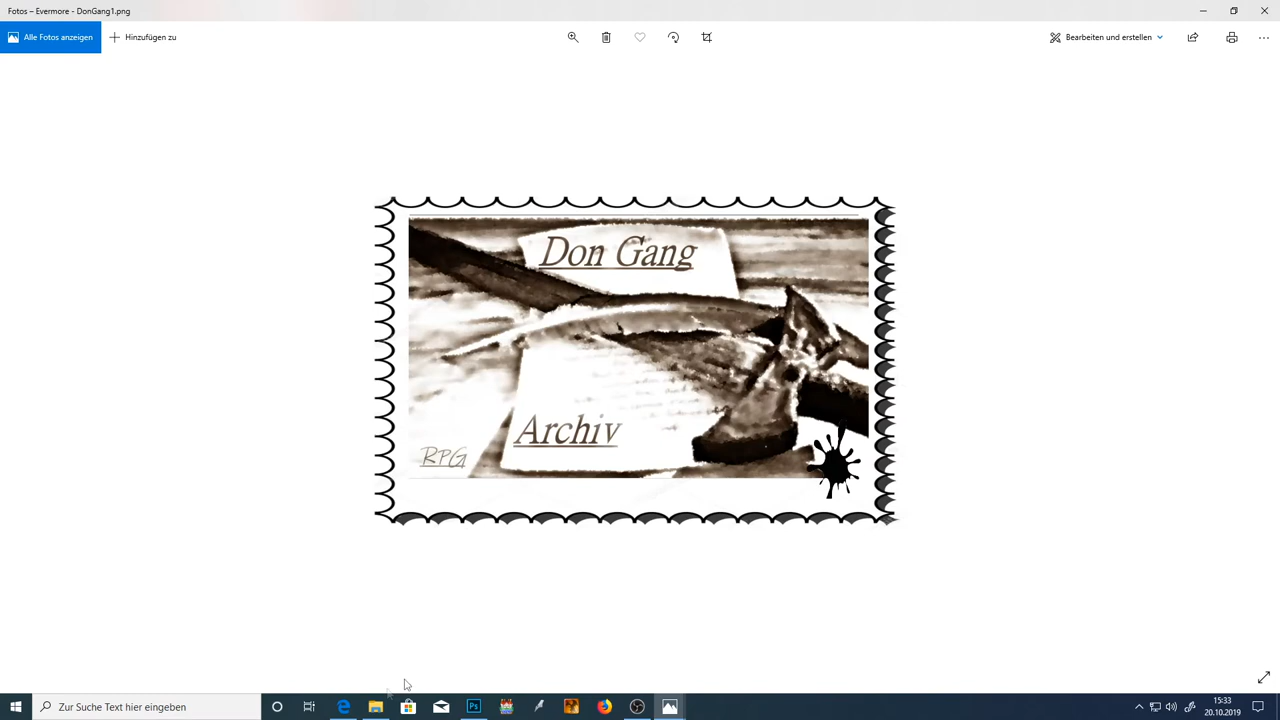 Fotos – Evermore - DonGang1.png
Alle Fotos anzeigen
Hinzufügen zu
Bearbeiten und erstellen
Don Gang
Archiv
RPG
Zur Suche Text hier eingeben
Ps
15:33
20.10.2019